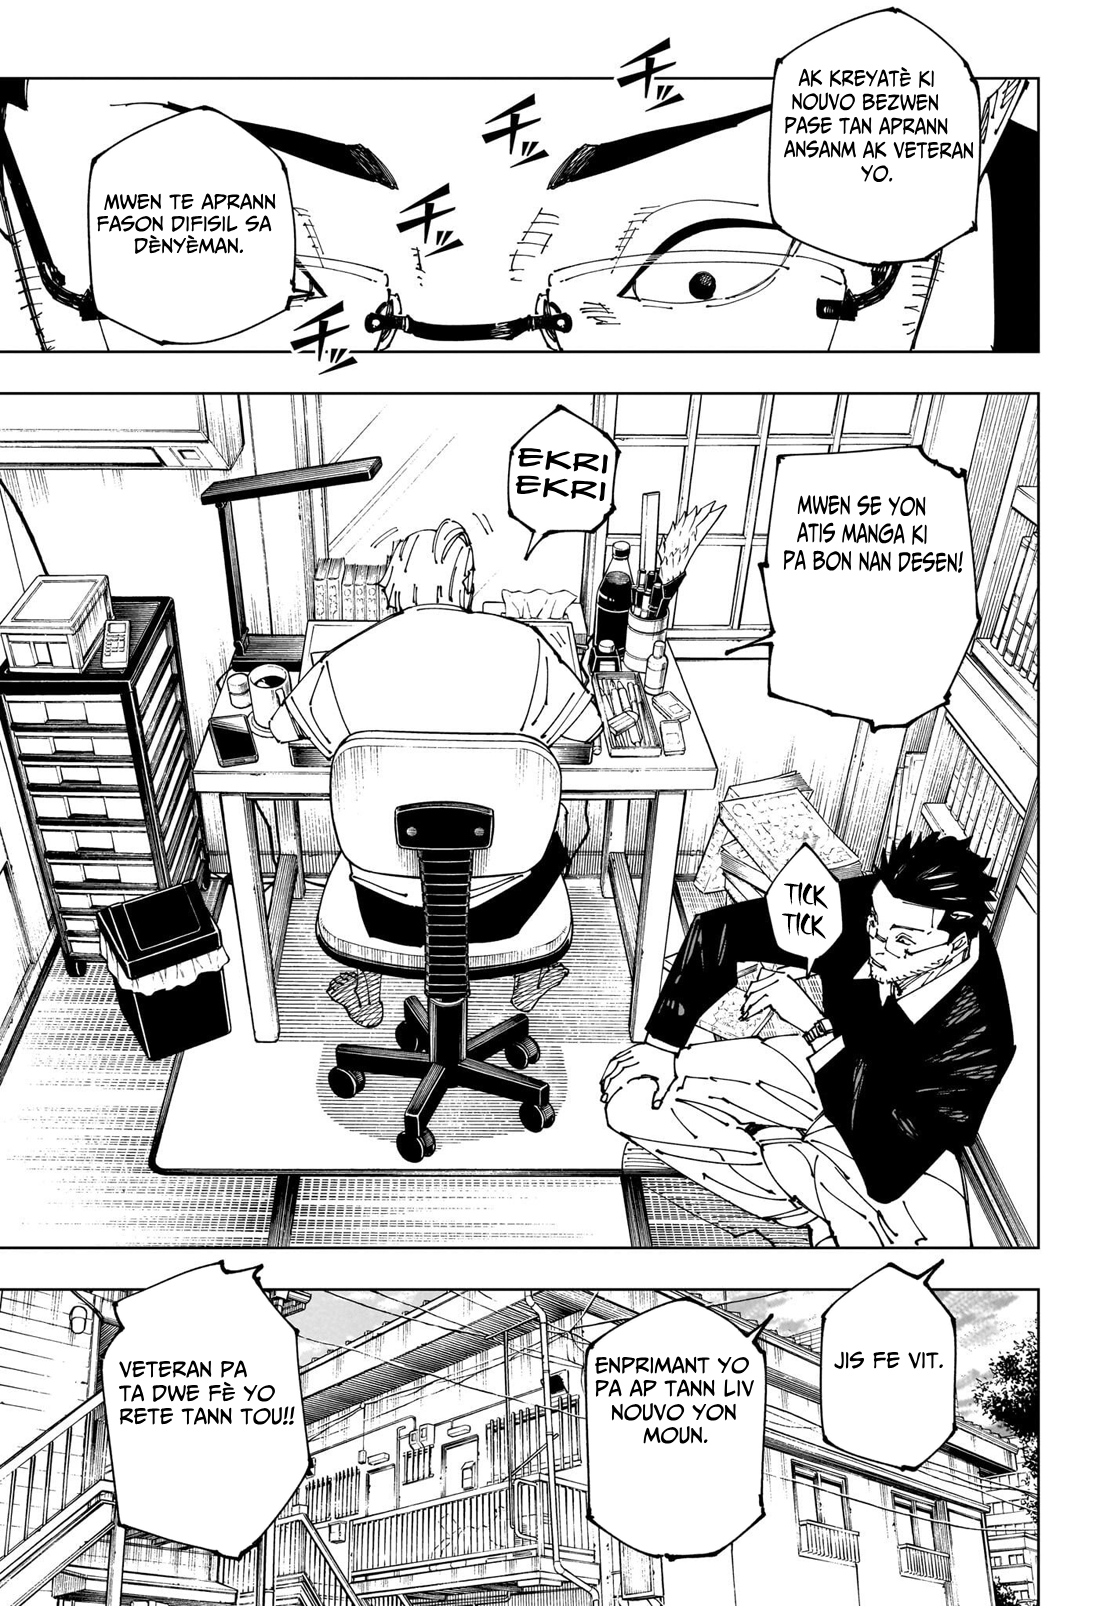 AK KREYATÈ KI
NOUVO BEZWEN
PASE TAN APRANN
ANSANM AK VETERAN
YO.
MWEN TE APRANN
FASON DIFISIL SA
DÈNYÈMAN.
チッ
チッ
チッ
チッ
MWEN SE YON
ATIS MANGA KI
PA BON NAN DESEN!
EKRI
EKRI
TICK
TICK
JIS FE VIT.
ENPRIMANT YO
PA AP TANN LIV
NOUVO YON
MOUN.
VETERAN PA
TA DWE FÈ YO
RETE TANN TOU!!